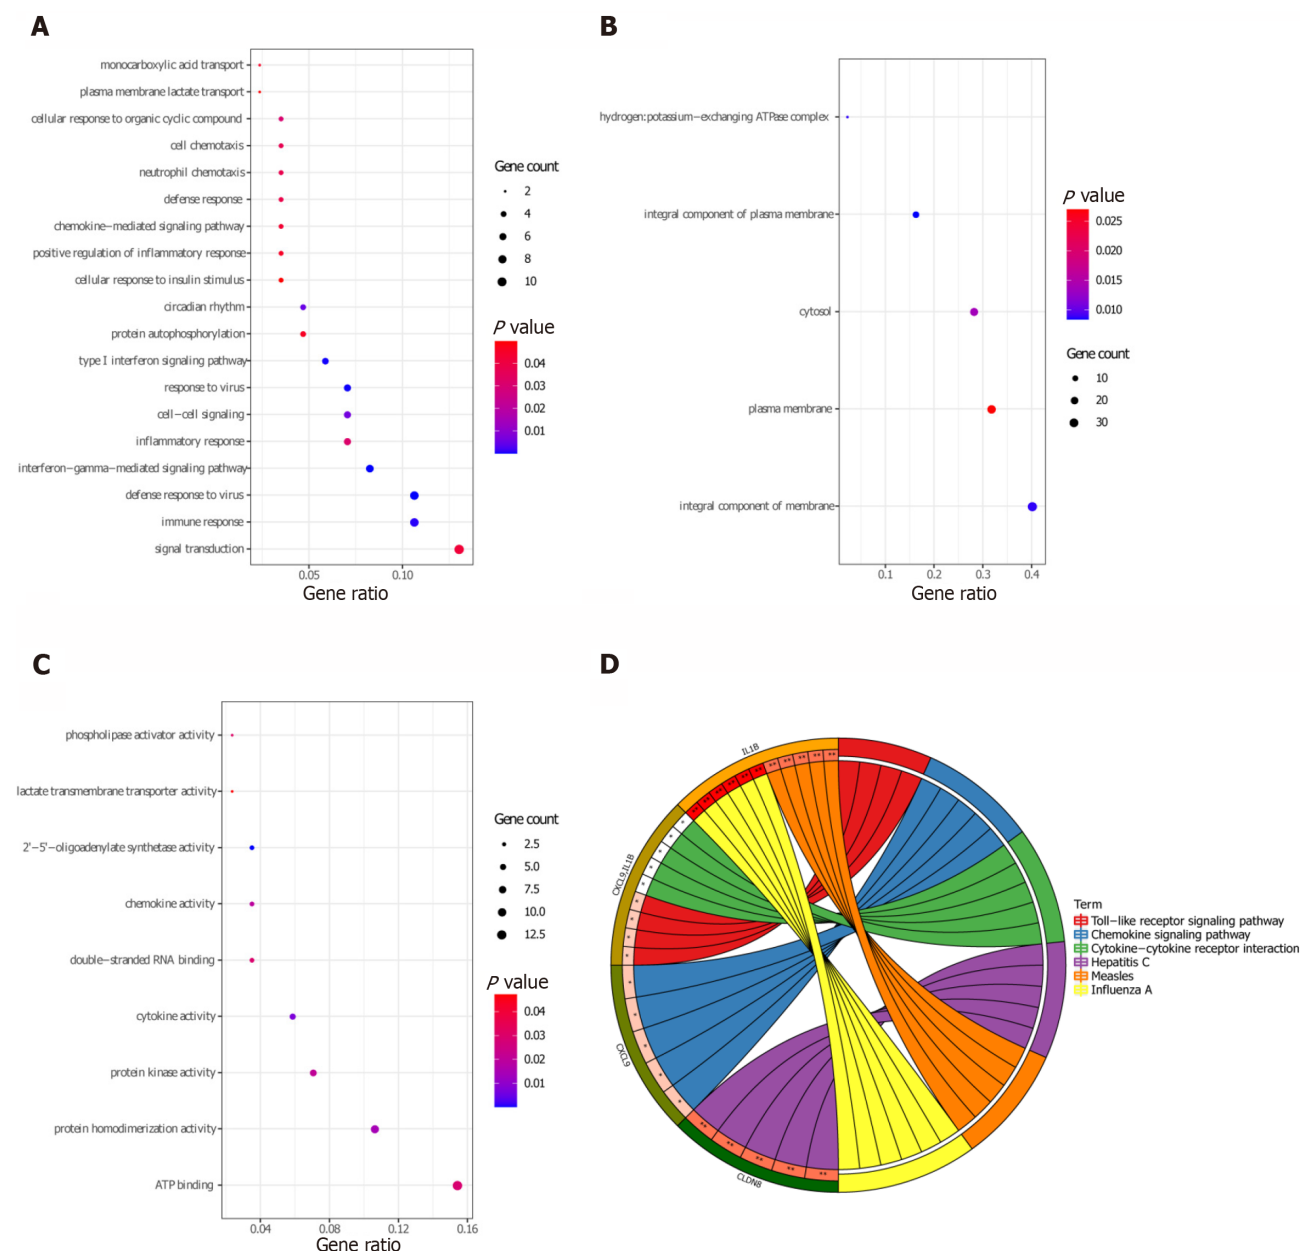 A
monocarboxylic acid transport
plasma membrane lactate transport
cellular response to organic cyclic compound
cell chemotaxis
neutrophil chemotaxis
defense response
chemokine−mediated signaling pathway
positive regulation of inflammatory response
cellular response to insulin stimulus
circadian rhythm
protein autophosphorylation
type I interferon signaling pathway
response to virus
cell−cell signaling
inflammatory response
interferon−gamma−mediated signaling pathway
defense response to virus
immune response
signal transduction
0.05 0.10
Gene ratio
Gene count
2
4
6
8
10
P value
0.04
0.03
0.02
0.01
B
hydrogen:potassium−exchanging ATPase complex
integral component of plasma membrane
cytosol
plasma membrane
integral component of membrane
0.1 0.2 0.3 0.4
Gene ratio
P value
0.025
0.020
0.015
0.010
Gene count
10
20
30
C
phospholipase activator activity
lactate transmembrane transporter activity
2'−5'−oligoadenylate synthetase activity
chemokine activity
double−stranded RNA binding
cytokine activity
protein kinase activity
protein homodimerization activity
ATP binding
0.04 0.08 0.12 0.16
Gene ratio
Gene count
2.5
5.0
7.5
10.0
12.5
P value
0.04
0.03
0.02
0.01
D
IL1B
CXCL9,IL1B
CXCL9
CLDN8
Term
Toll−like receptor signaling pathway
Chemokine signaling pathway
Cytokine−cytokine receptor interaction
Hepatitis C
Measles
Influenza A